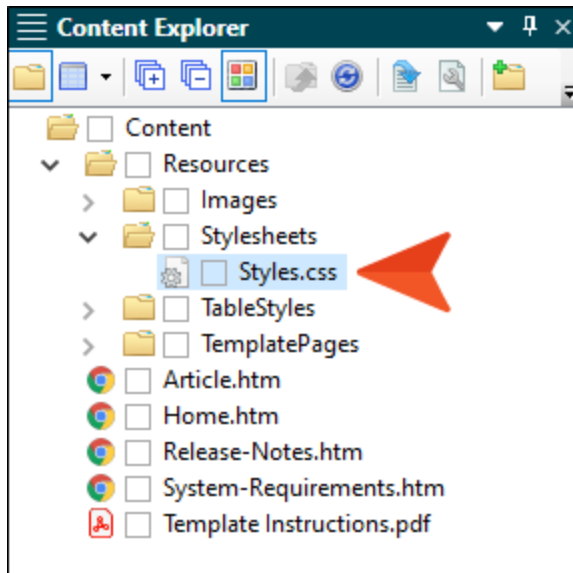 Content Explorer
Content
Resources
Images
Stylesheets
Styles.css
TableStyles
TemplatePages
Article.htm
Home.htm
Release-Notes.htm
System-Requirements.htm
Template Instructions.pdf